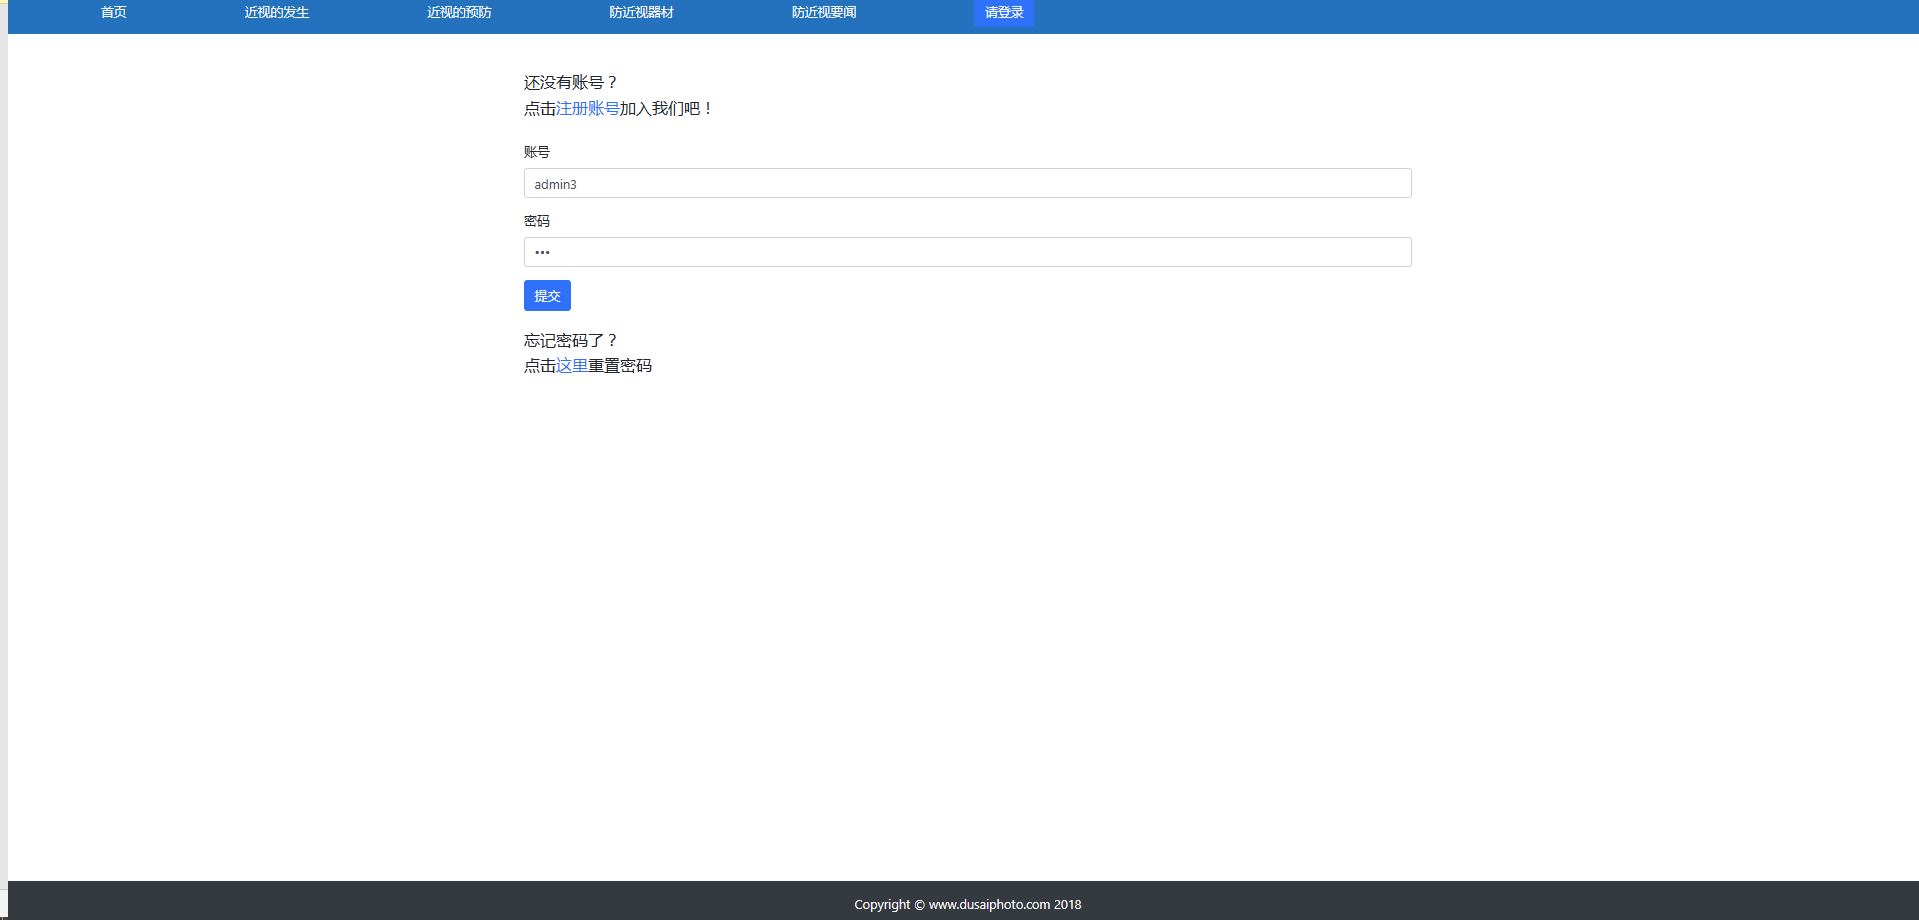 首页 近视的发生 近视的预防 防近视器材 防近视要闻 请登录
还没有账号？
点击注册账号加入我们吧！
账号
admin3
密码
•••
提交
忘记密码了？
点击这里重置密码
Copyright © www.dusaiphoto.com 2018